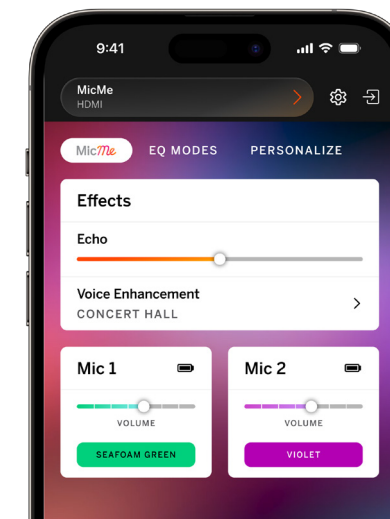 9:41
MicMe
HDMI
MicMe EQ MODES PERSONALIZE
Effects
Echo
Voice Enhancement
CONCERT HALL
Mic 1
VOLUME
SEAFOAM GREEN
Mic 2
VOLUME
VIOLET